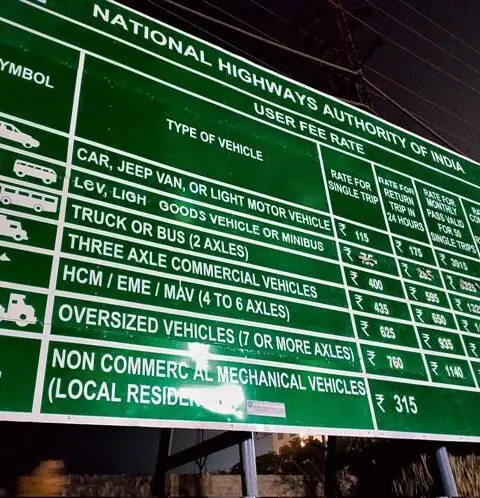 NATIONAL HIGHWAYS AUTHORITY OF INDIA
USER FEE RATE
TYPE OF VEHICLE
RATE FOR SINGLE TRIP
RATE FOR RETURN TRIP IN 24 HOURS
RATE FOR MONTHLY PASS VALID FOR 50 SINGLE TRIPS
CAR, JEEP VAN, OR LIGHT MOTOR VEHICLE ₹ 115 ₹ 175 ₹ 3915
LCV, LIGH GOODS VEHICLE OR MINIBUS ₹ ₹ ₹
TRUCK OR BUS (2 AXLES) ₹ 400 ₹ 595
THREE AXLE COMMERCIAL VEHICLES ₹ 435 ₹ 650
HCM / EME / MAV (4 TO 6 AXLES) ₹ 625 ₹ 935
OVERSIZED VEHICLES (7 OR MORE AXLES) ₹ 760 ₹ 1140
NON COMMERC AL MECHANICAL VEHICLES
(LOCAL ₹ 315